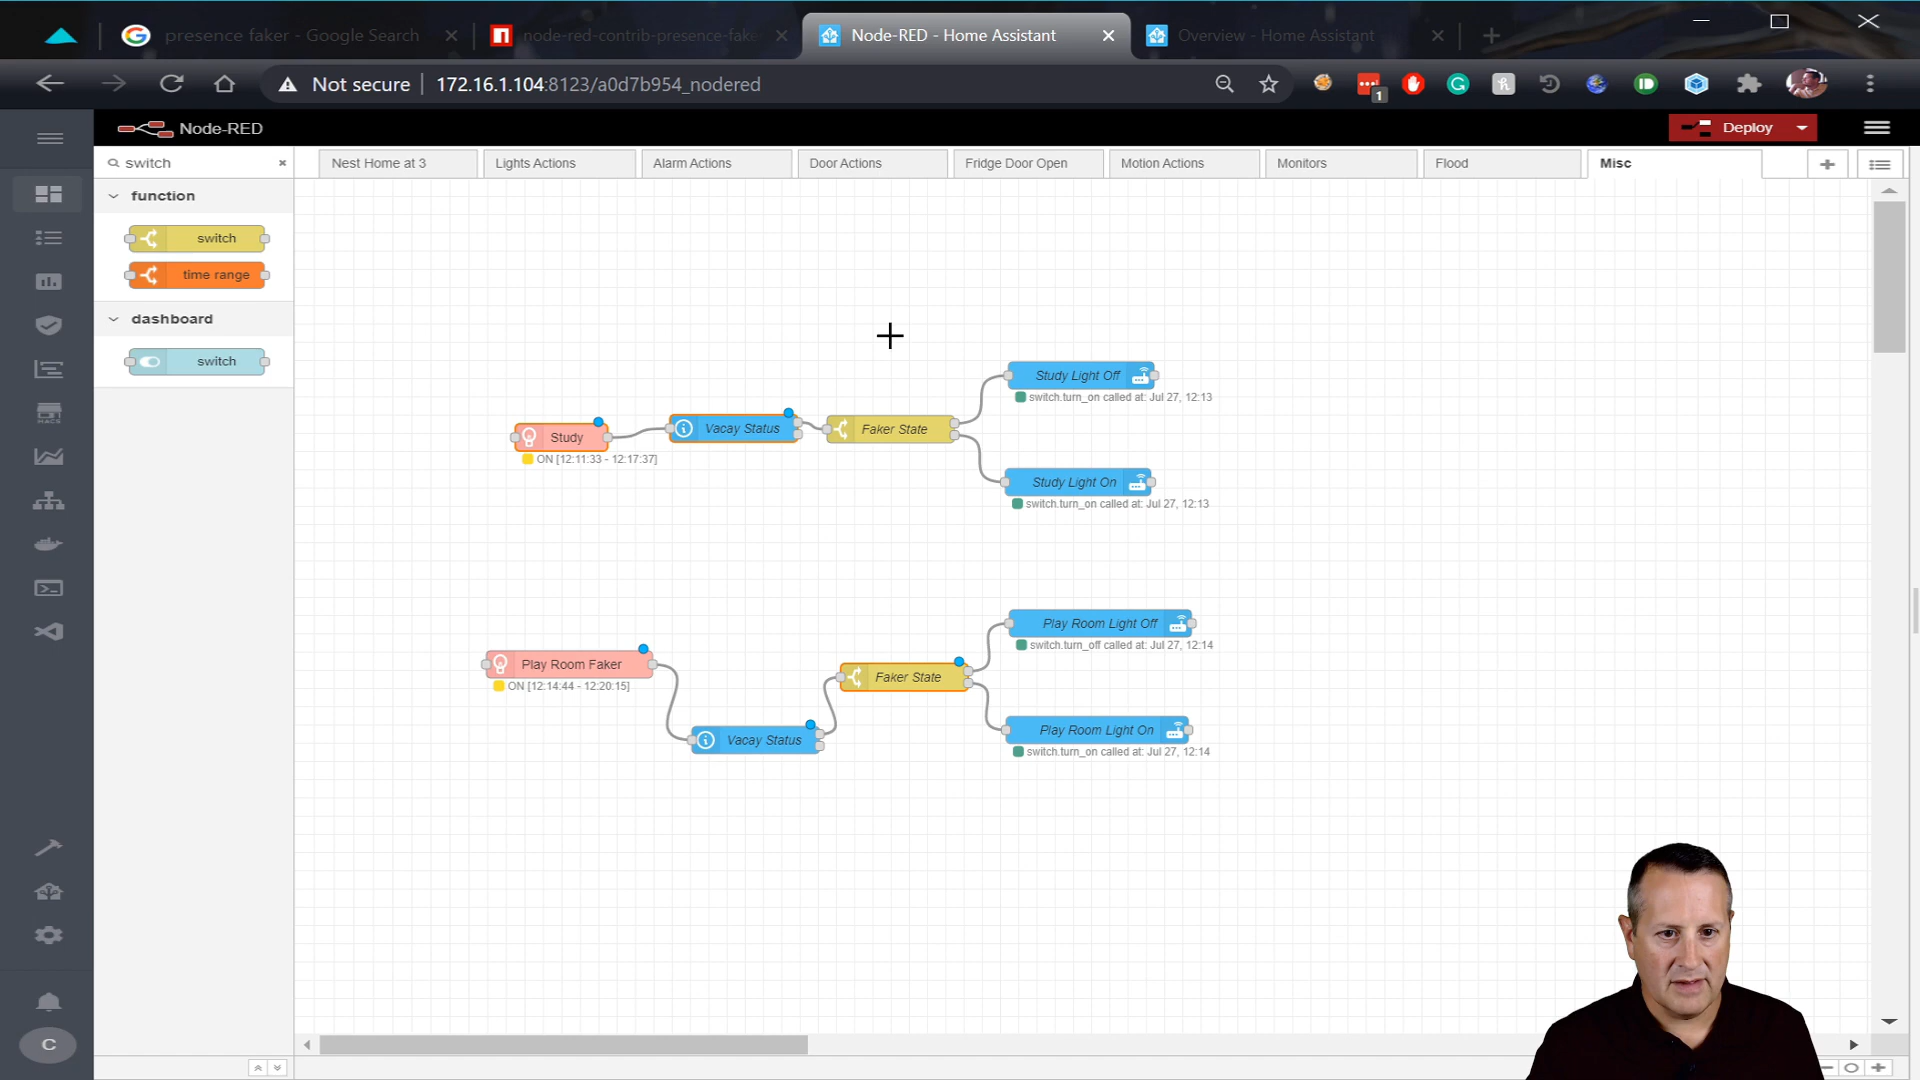 presence faker - Google Search
node-red-contrib-presence-fake
Node-RED - Home Assistant
Overview - Home Assistant
Not secure
172.16.1.104:8123/a0d7b954_nodered
1
Node-RED
Deploy
switch
Nest Home at 3
Lights Actions
Alarm Actions
Door Actions
Fridge Door Open
Motion Actions
Monitors
Flood
Misc
function
switch
time range
dashboard
switch
Study Light Off
switch.turn_on called at: Jul 27, 12:13
Study
ON [12:11:33 - 12:17:37]
Vacay Status
Faker State
Study Light On
switch.turn_on called at: Jul 27, 12:13
Play Room Light Off
switch.turn_off called at: Jul 27, 12:14
Play Room Faker
ON [12:14:44 - 12:20:15]
Faker State
Vacay Status
Play Room Light On
switch.turn_on called at: Jul 27, 12:14
C